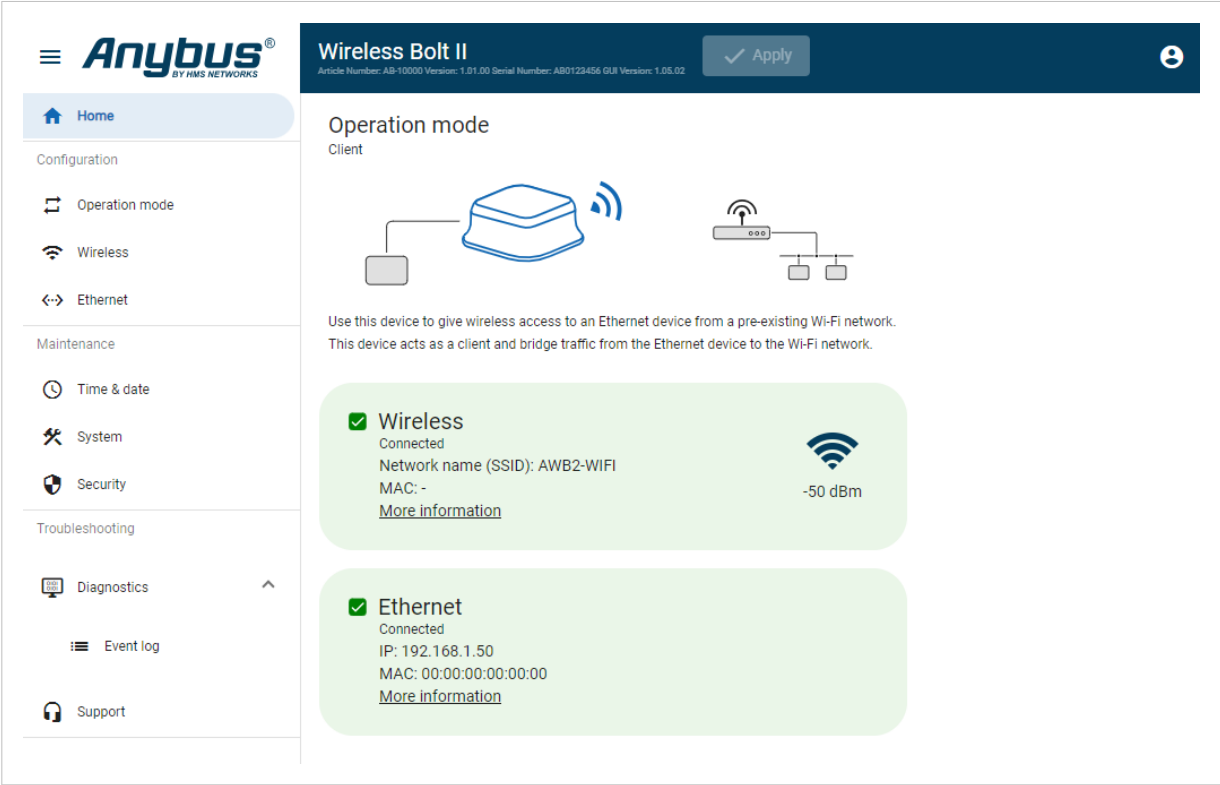 Anybus®
BY HMS NETWORKS
Wireless Bolt II
Article Number: AB-10000 Version: 1.01.00 Serial Number: AB0123456 GUI Version: 1.05.02
Apply
Home
Configuration
Operation mode
Wireless
Ethernet
Maintenance
Time & date
System
Security
Troubleshooting
Diagnostics
Event log
Support
Operation mode
Client
Use this device to give wireless access to an Ethernet device from a pre-existing Wi-Fi network.
This device acts as a client and bridge traffic from the Ethernet device to the Wi-Fi network.
Wireless
Connected
Network name (SSID): AWB2-WIFI
MAC: -
More information
-50 dBm
Ethernet
Connected
IP: 192.168.1.50
MAC: 00:00:00:00:00:00
More information